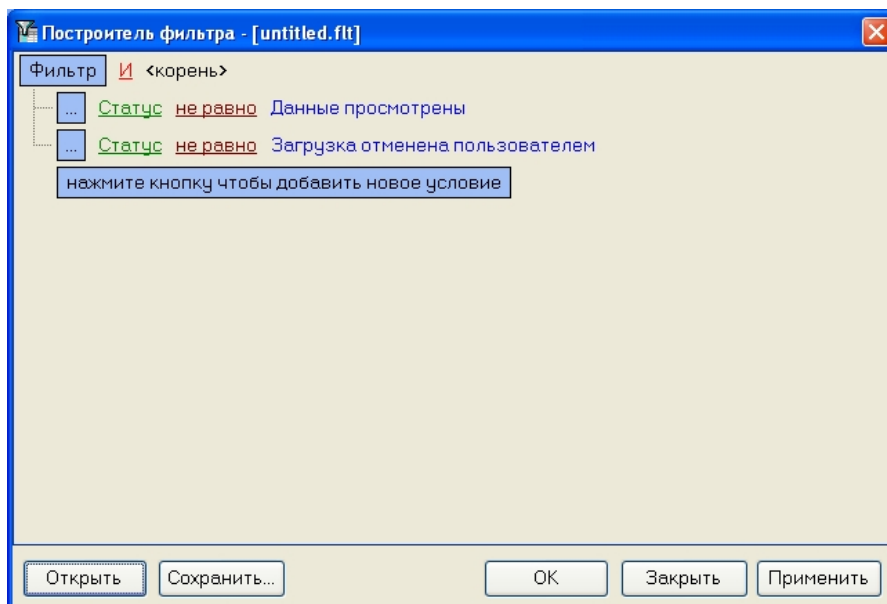 Построитель фильтра - [untitled.flt]
Фильтр И <корень>
... Статус не равно Данные просмотрены
... Статус не равно Загрузка отменена пользователем
нажмите кнопку чтобы добавить новое условие
Открыть Сохранить... OK Закрыть Применить